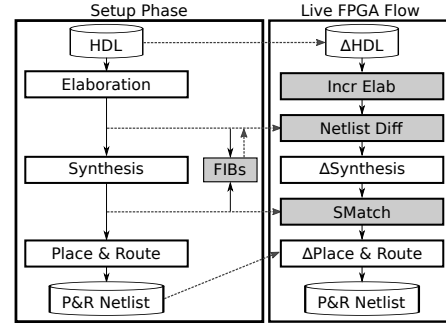 Setup Phase
HDL
Elaboration
Synthesis
FIBs
Place & Route
P&R Netlist
Live FPGA Flow
ΔHDL
Incr Elab
Netlist Diff
ΔSynthesis
SMatch
ΔPlace & Route
P&R Netlist